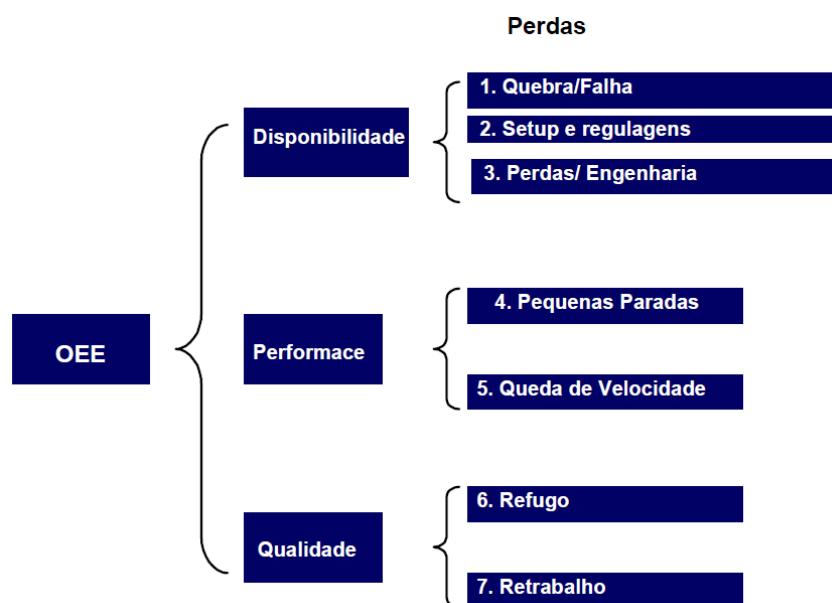 Perdas
1. Quebra/Falha
2. Setup e regulagens
Disponibilidade
3. Perdas/ Engenharia
4. Pequenas Paradas
OEE
Performace
5. Queda de Velocidade
6. Refugo
Qualidade
7. Retrabalho